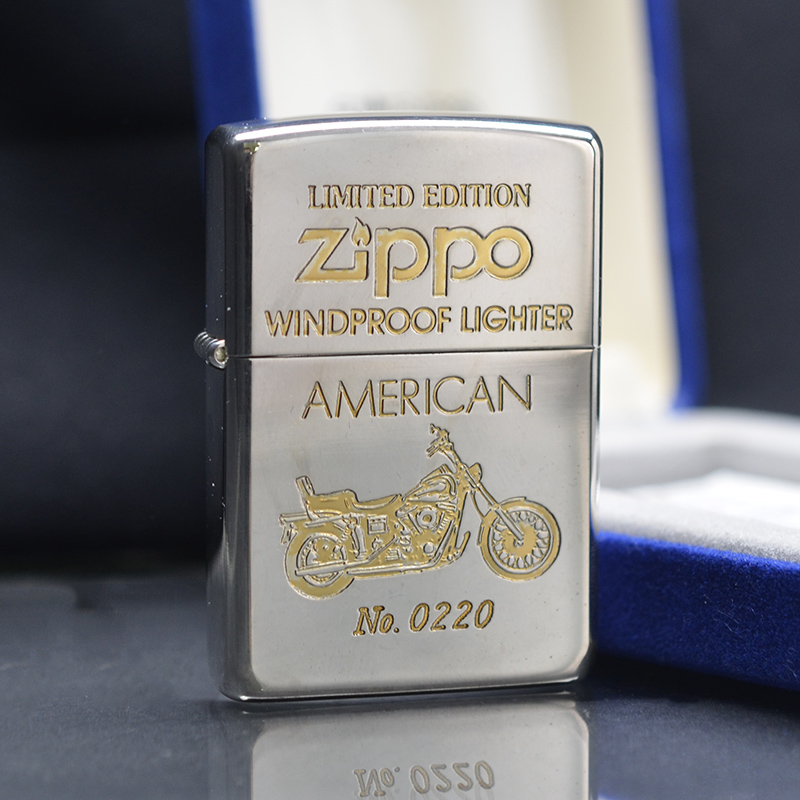 LIMITED EDITION
Zippo
WINDPROOF LIGHTER
AMERICAN
No. 0220